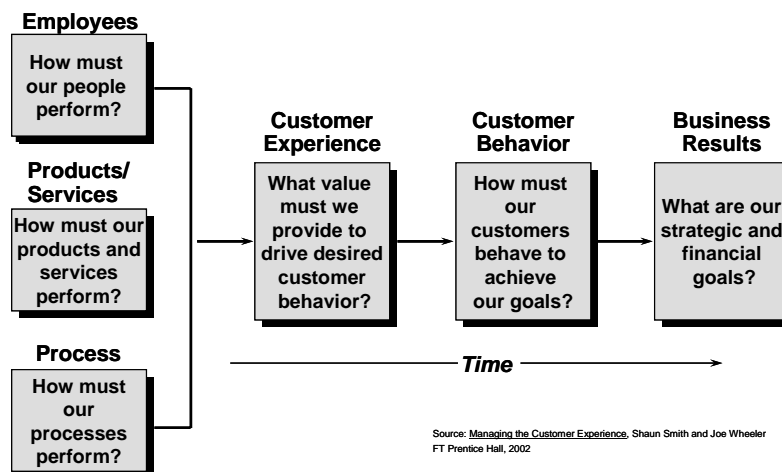 Employees
How must
our people
perform?
Products/
Services
How must our
products and
services
perform?
Process
How must
our
processes
perform?
Customer
Experience
What value
must we
provide to
drive desired
customer
behavior?
Customer
Behavior
How must
our
customers
behave to
achieve
our goals?
Business
Results
What are our
strategic and
financial
goals?
Time
Source: Managing the Customer Experience, Shaun Smith and Joe Wheeler
FT Prentice Hall, 2002